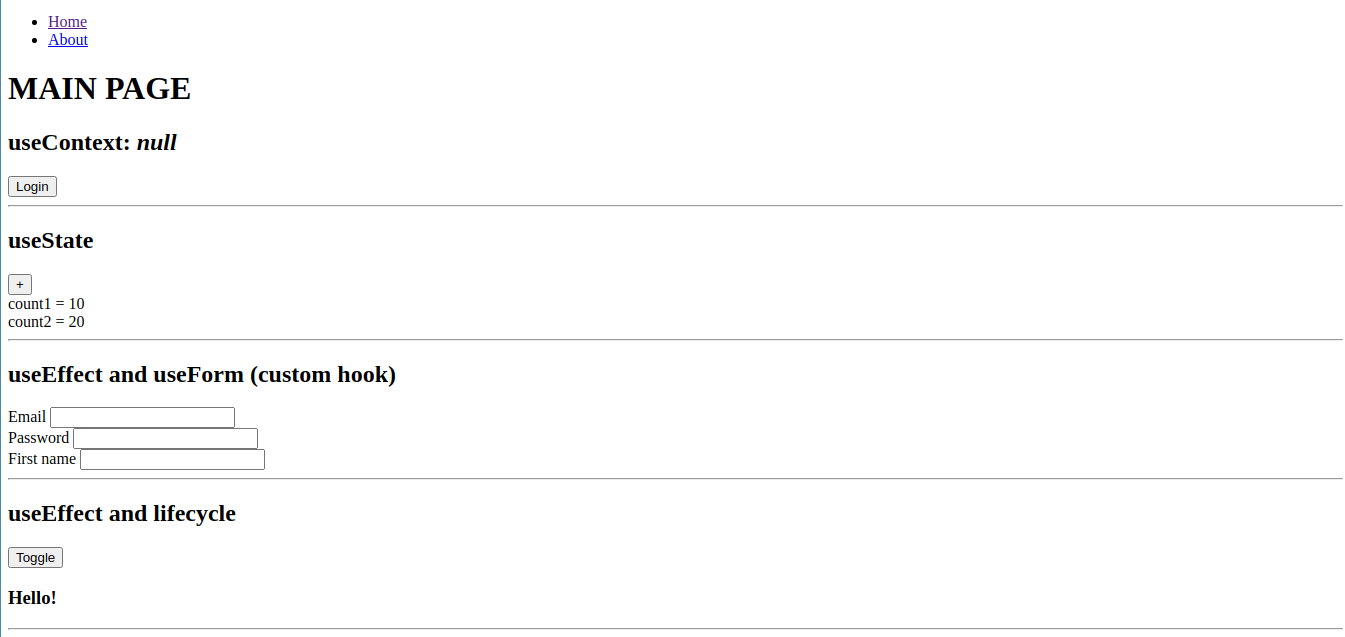 Home
About
MAIN PAGE
useContext: null
Login
useState
+
count1 = 10
count2 = 20
useEffect and useForm (custom hook)
Email
Password
First name
useEffect and lifecycle
Toggle
Hello!